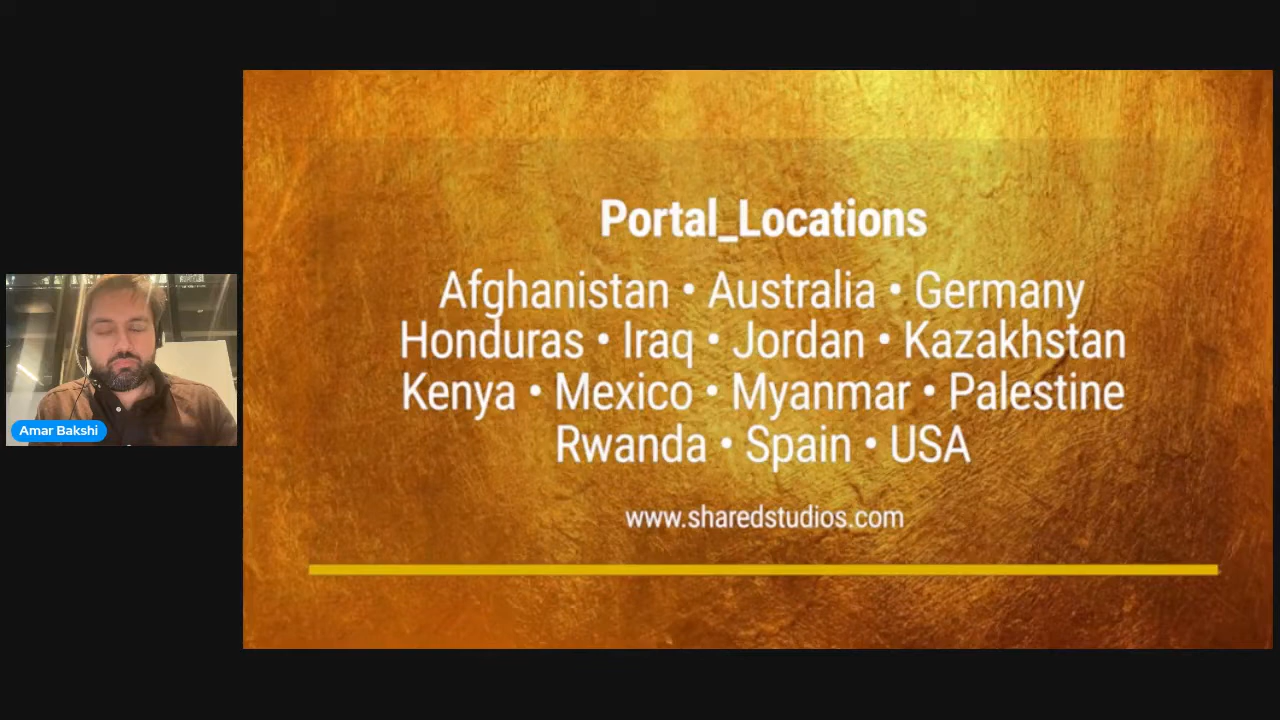 Portal_Locations
Afghanistan • Australia • Germany
Honduras • Iraq • Jordan • Kazakhstan
Kenya • Mexico • Myanmar • Palestine
Rwanda • Spain • USA
www.sharedstudios.com
Amar Bakshi